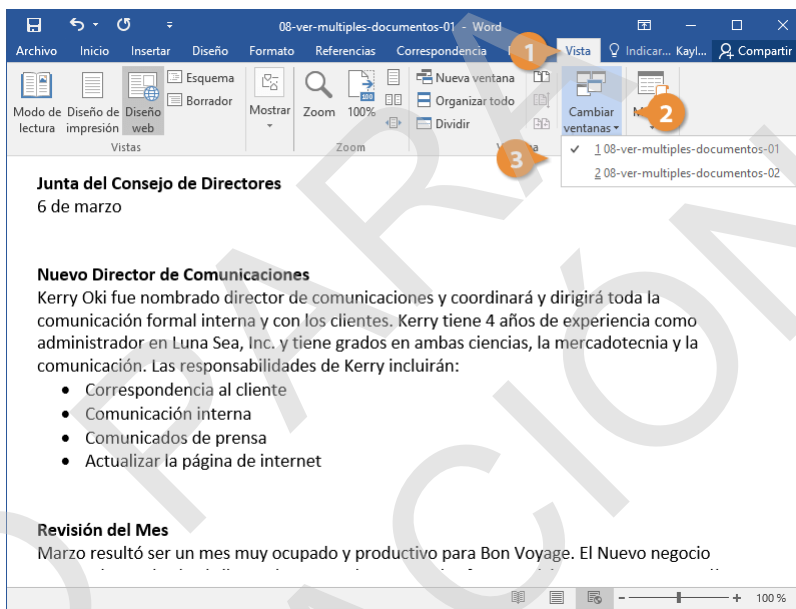 08-ver-multiples-documentos-01 - Word
Archivo Inicio Insertar Diseño Formato Referencias Correspondencia 1 Vista Indicar... Kayl... Compartir
Modo de lectura
Diseño de impresión
Diseño web
Esquema
Borrador
Vistas
Mostrar
Zoom
100%
100
Zoom
Nueva ventana
Organizar todo
Dividir
Cambiar ventanas
2
3
1 08-ver-multiples-documentos-01
2 08-ver-multiples-documentos-02
Junta del Consejo de Directores
6 de marzo
Nuevo Director de Comunicaciones
Kerry Oki fue nombrado director de comunicaciones y coordinará y dirigirá toda la
comunicación formal interna y con los clientes. Kerry tiene 4 años de experiencia como
administrador en Luna Sea, Inc. y tiene grados en ambas ciencias, la mercadotecnia y la
comunicación. Las responsabilidades de Kerry incluirán:
• Correspondencia al cliente
• Comunicación interna
• Comunicados de prensa
• Actualizar la página de internet
Revisión del Mes
Marzo resultó ser un mes muy ocupado y productivo para Bon Voyage. El Nuevo negocio
100 %